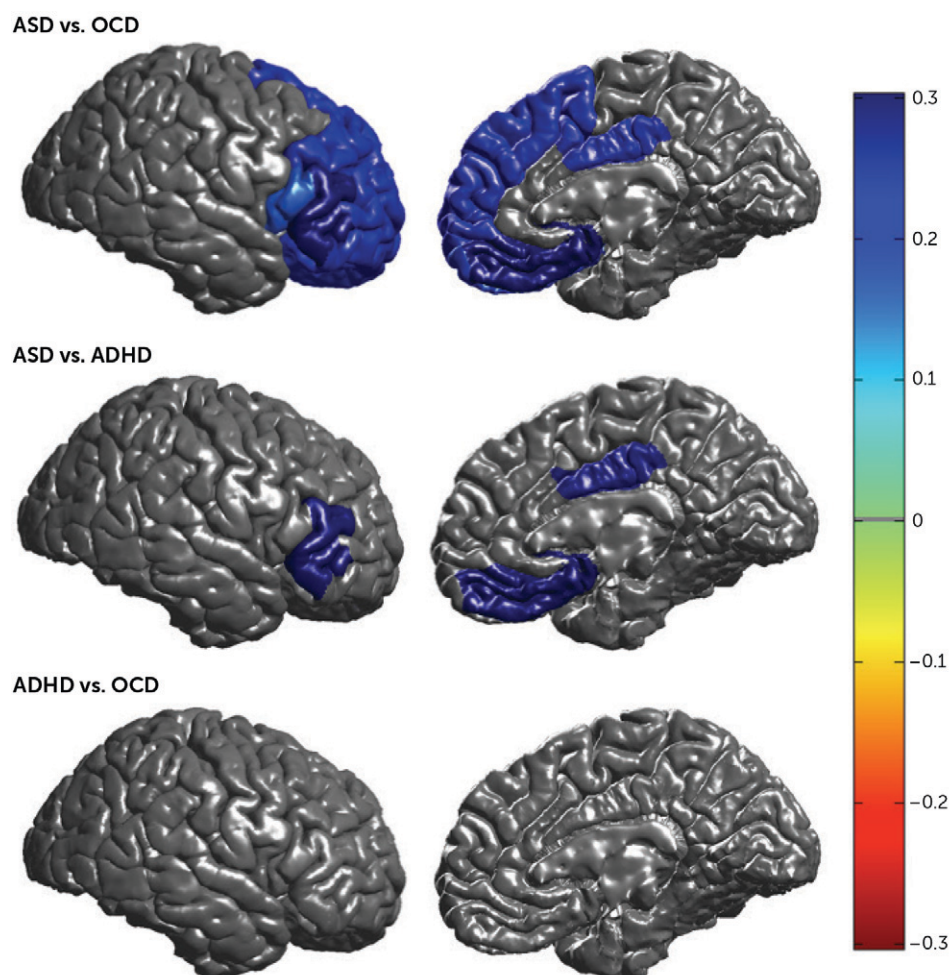 ASD vs. OCD
0.3
0.2
ASD vs. ADHD
0.1
0
−0.1
ADHD vs. OCD
−0.2
−0.3